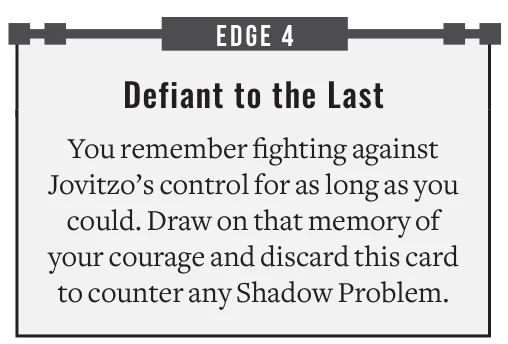 EDGE 4
Defiant to the Last
You remember fighting against
Jovitzo’s control for as long as you
could. Draw on that memory of
your courage and discard this card
to counter any Shadow Problem.